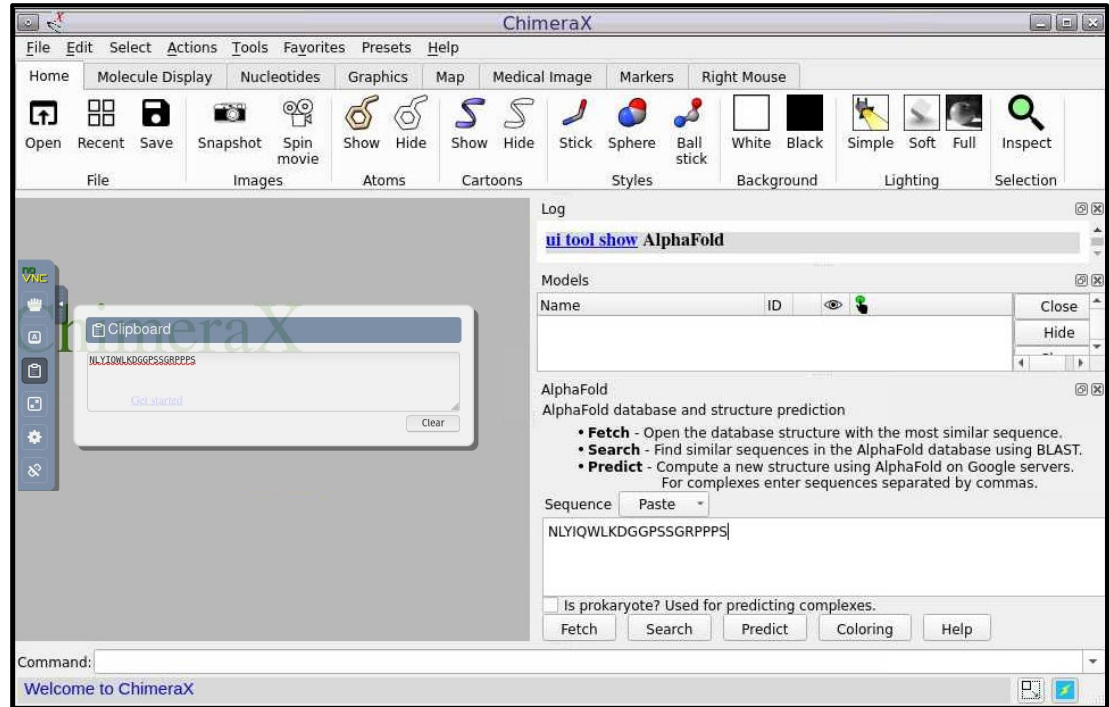 ChimeraX
File Edit Select Actions Tools Favorites Presets Help
Home Molecule Display Nucleotides Graphics Map Medical Image Markers Right Mouse
Open Recent Save Snapshot Spin movie Show Hide Show Hide Stick Sphere Ball stick White Black Simple Soft Full Inspect
File Images Atoms Cartoons Styles Background Lighting Selection
Log
ui tool show AlphaFold
Models
Name ID
Close
Hide
no
VNC
ChimeraX
A
Clipboard
NLYIQWLKDGGPSSGRPPPS
Get started
Clear
AlphaFold
AlphaFold database and structure prediction
• Fetch - Open the database structure with the most similar sequence.
• Search - Find similar sequences in the AlphaFold database using BLAST.
• Predict - Compute a new structure using AlphaFold on Google servers.
For complexes enter sequences separated by commas.
Sequence Paste
NLYIQWLKDGGPSSGRPPPS
Is prokaryote? Used for predicting complexes.
Fetch Search Predict Coloring Help
Command:
Welcome to ChimeraX